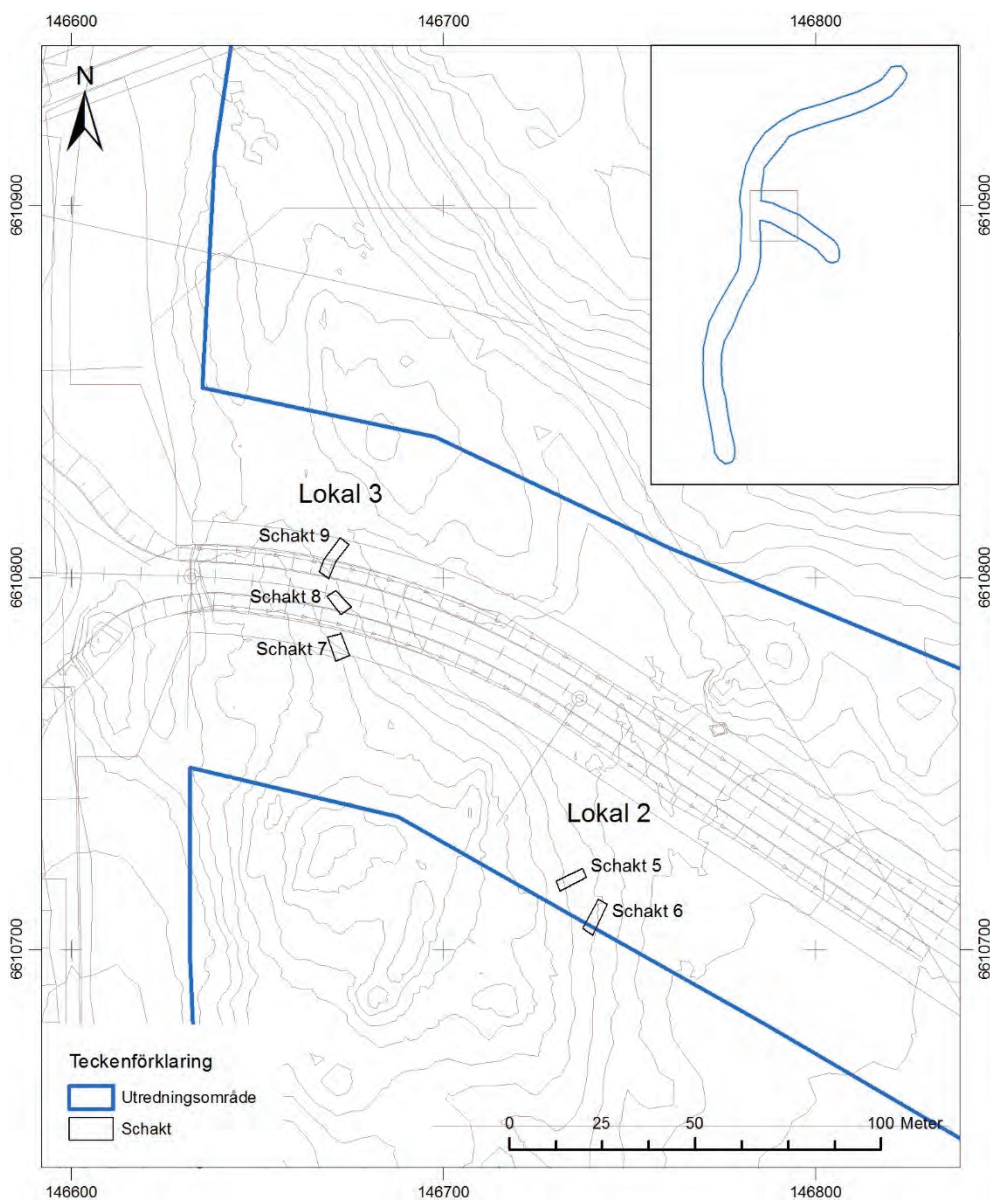 146600 146700 146800
N
6610900 6610900
Lokal 3
Schakt 9
6610800 6610800
Schakt 8
Schakt 7
Lokal 2
Schakt 5
Schakt 6
6610700 6610700
Teckenförklaring
Utredningsområde
Schakt
0 25 50 100 Meter
146600 146700 146800